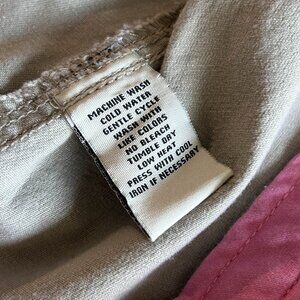 MACHINE WASH
COLD WATER
GENTLE CYCLE
WASH WITH
LIKE COLORS
NO BLEACH
TUMBLE DRY
LOW HEAT
PRESS WITH COOL
IRON IF NECESSARY